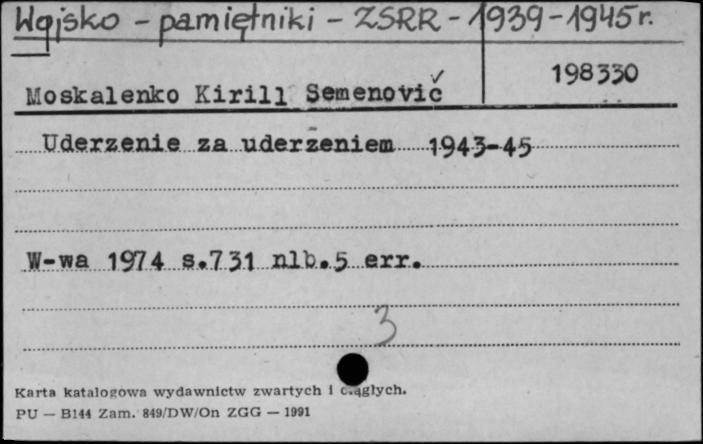 Wojsko - pamiętniki - ZSRR - 1939-1945r.
198330
Moskalenko Kirill Semenovič
Uderzenie za uderzeniem 1943-45
W-wa 1974 s.731 nlb.5 err.
3
Karta katalogowa wydawnictw zwartych i ciągłych.
PU — B144 Zam. 849/DW/On ZGG — 1991